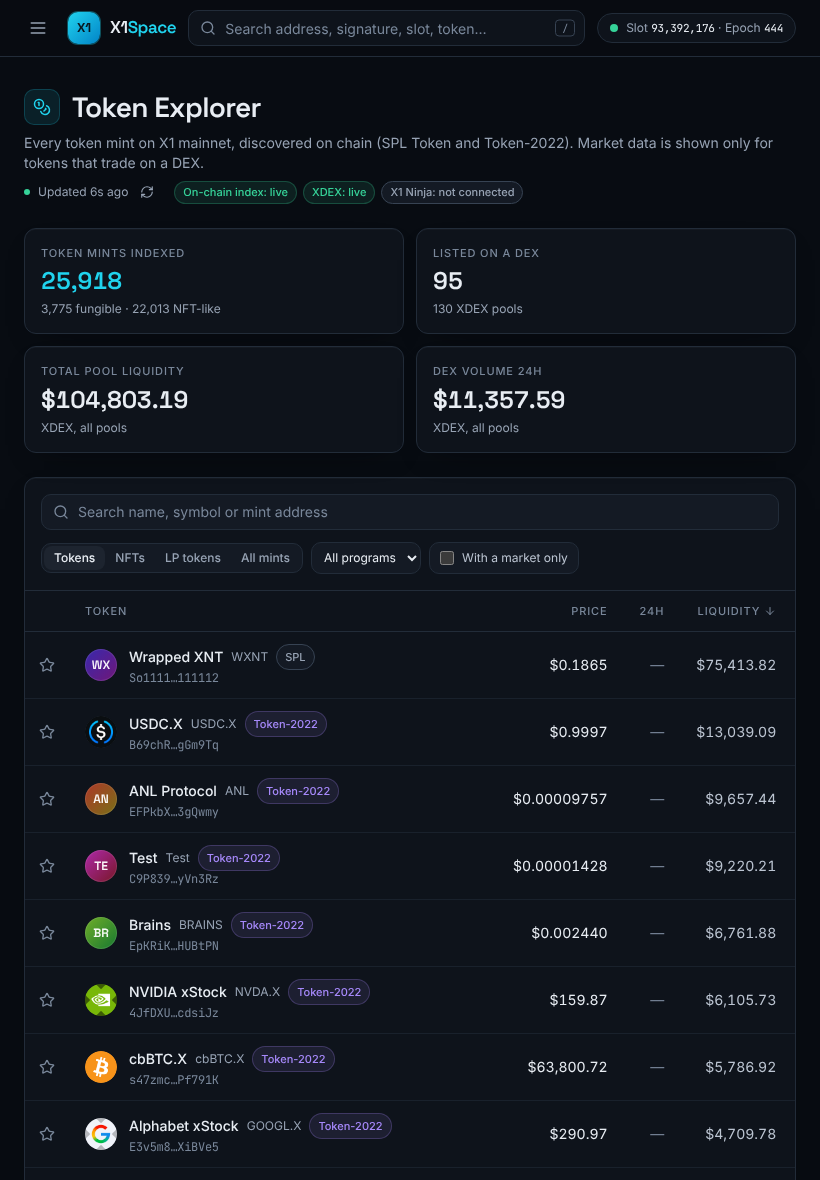 X1 X1Space Search address, signature, slot, token... / Slot 93,392,176 · Epoch 444
Token Explorer
Every token mint on X1 mainnet, discovered on chain (SPL Token and Token-2022). Market data is shown only for
tokens that trade on a DEX.
Updated 6s ago On-chain index: live XDEX: live X1 Ninja: not connected
TOKEN MINTS INDEXED
25,918
3,775 fungible · 22,013 NFT-like
LISTED ON A DEX
95
130 XDEX pools
TOTAL POOL LIQUIDITY
$104,803.19
XDEX, all pools
DEX VOLUME 24H
$11,357.59
XDEX, all pools
Search name, symbol or mint address
Tokens NFTs LP tokens All mints All programs With a market only
TOKEN PRICE 24H LIQUIDITY ↓
WX Wrapped XNT WXNT SPL $0.1865 — $75,413.82
So1111…111112
USDC.X USDC.X Token-2022 $0.9997 — $13,039.09
B69chR…gGm9Tq
AN ANL Protocol ANL Token-2022 $0.00009757 — $9,657.44
EFPkbX…3gQwmy
TE Test Test Token-2022 $0.00001428 — $9,220.21
C9P839…yVn3Rz
BR Brains BRAINS Token-2022 $0.002440 — $6,761.88
EpKRiK…HUBtPN
NVIDIA xStock NVDA.X Token-2022 $159.87 — $6,105.73
4JfDXU…cdsiJz
cbBTC.X cbBTC.X Token-2022 $63,800.72 — $5,786.92
s47zmc…Pf791K
Alphabet xStock GOOGL.X Token-2022 $290.97 — $4,709.78
E3v5m8…XiBVe5